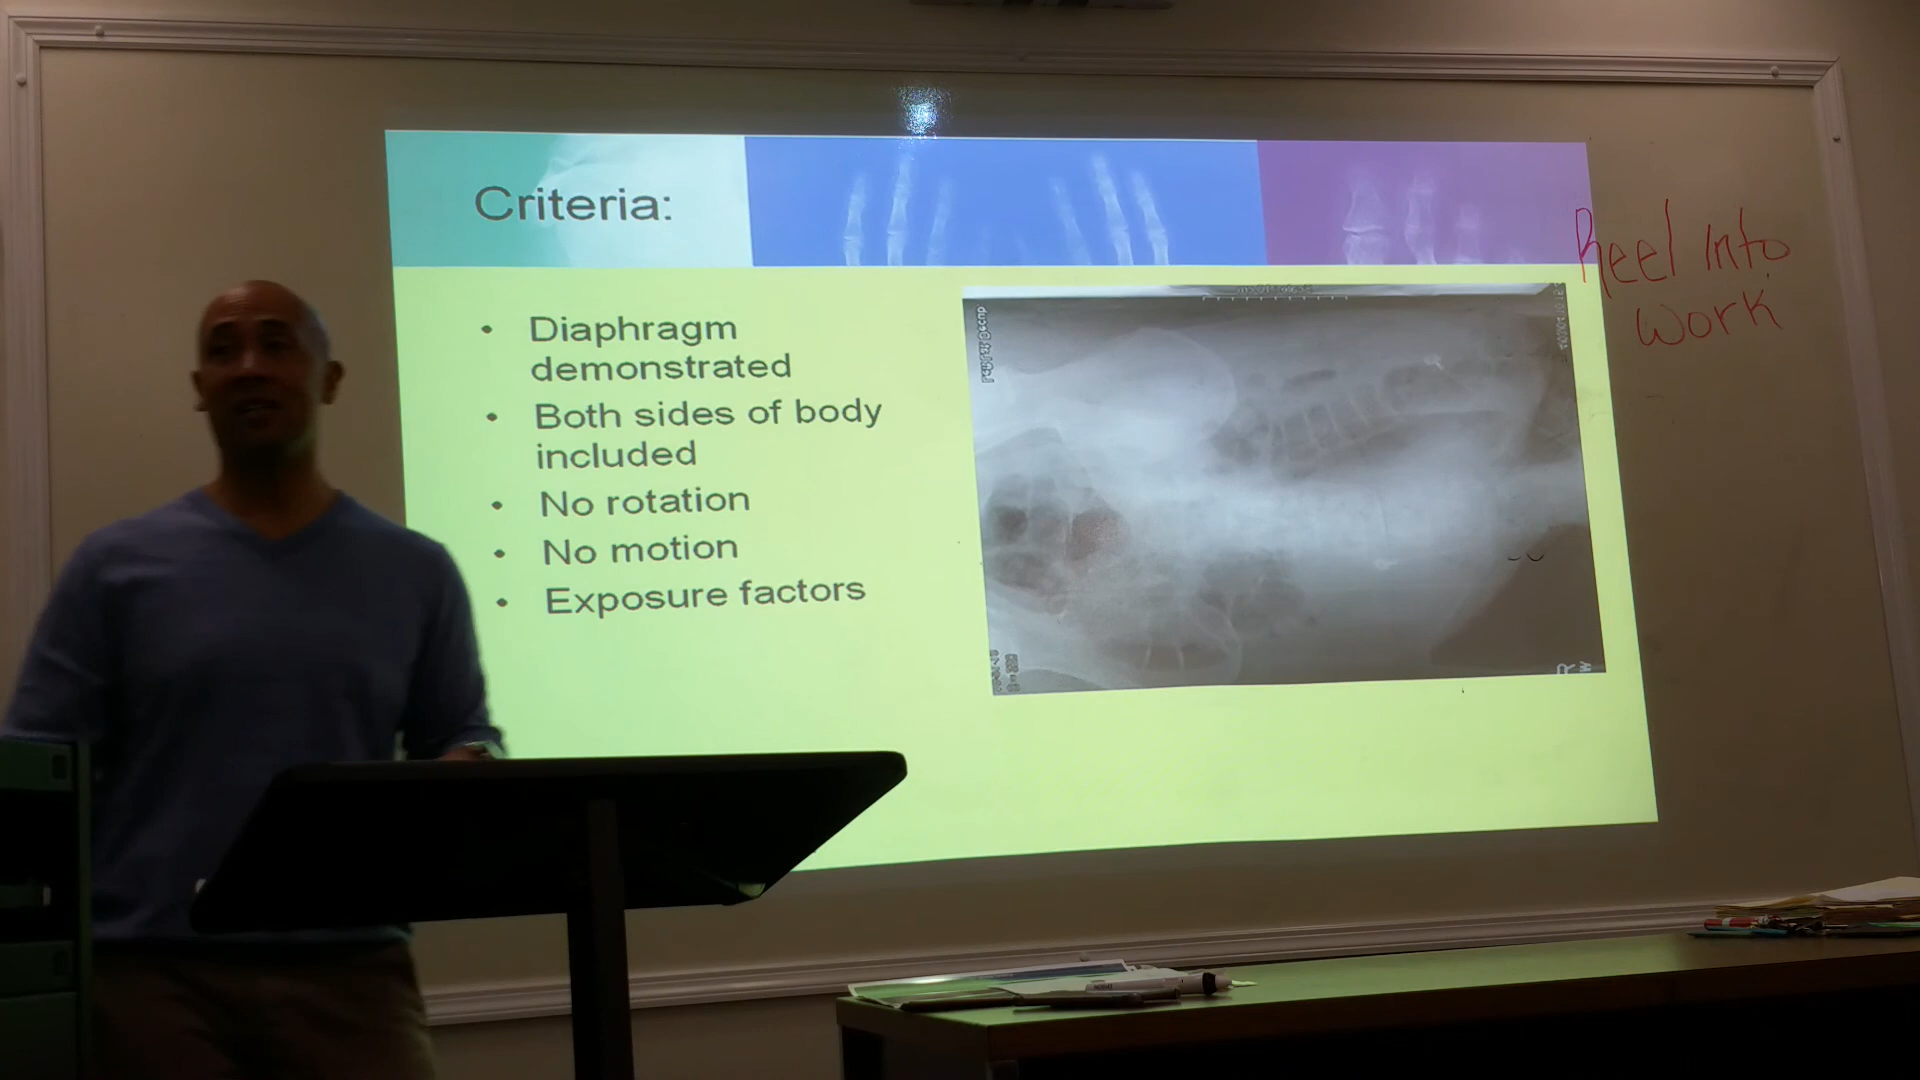 Criteria:
• Diaphragm
demonstrated
• Both sides of body
included
• No rotation
• No motion
• Exposure factors
R
W
Reel into
work